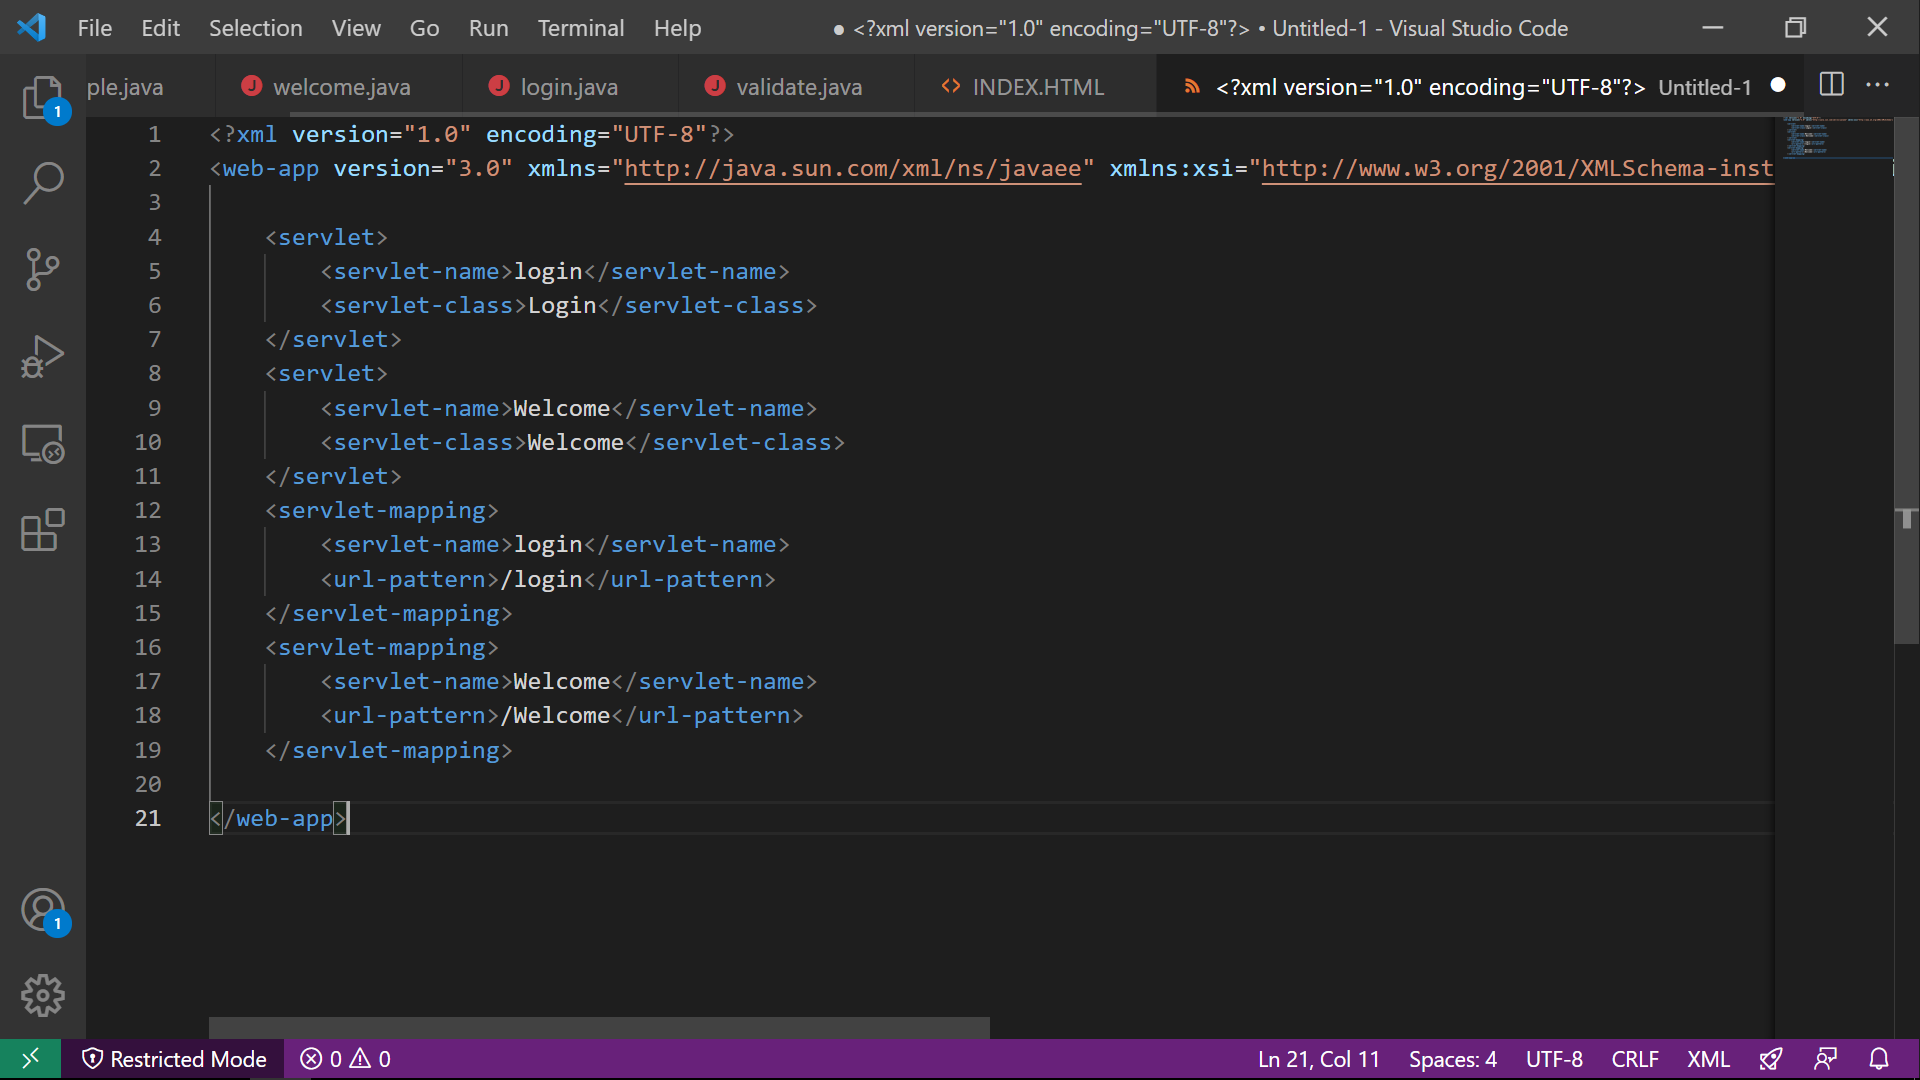 File Edit Selection View Go Run Terminal Help ● <?xml version="1.0" encoding="UTF-8"?> • Untitled-1 - Visual Studio Code
ple.java welcome.java login.java validate.java INDEX.HTML <?xml version="1.0" encoding="UTF-8"?> Untitled-1
1 <?xml version="1.0" encoding="UTF-8"?>
2 <web-app version="3.0" xmlns="http://java.sun.com/xml/ns/javaee" xmlns:xsi="http://www.w3.org/2001/XMLSchema-inst
3
4 <servlet>
5 <servlet-name>login</servlet-name>
6 <servlet-class>Login</servlet-class>
7 </servlet>
8 <servlet>
9 <servlet-name>Welcome</servlet-name>
10 <servlet-class>Welcome</servlet-class>
11 </servlet>
12 <servlet-mapping>
13 <servlet-name>login</servlet-name>
14 <url-pattern>/login</url-pattern>
15 </servlet-mapping>
16 <servlet-mapping>
17 <servlet-name>Welcome</servlet-name>
18 <url-pattern>/Welcome</url-pattern>
19 </servlet-mapping>
20
21 </web-app>
1
1
Restricted Mode 0 0 Ln 21, Col 11 Spaces: 4 UTF-8 CRLF XML